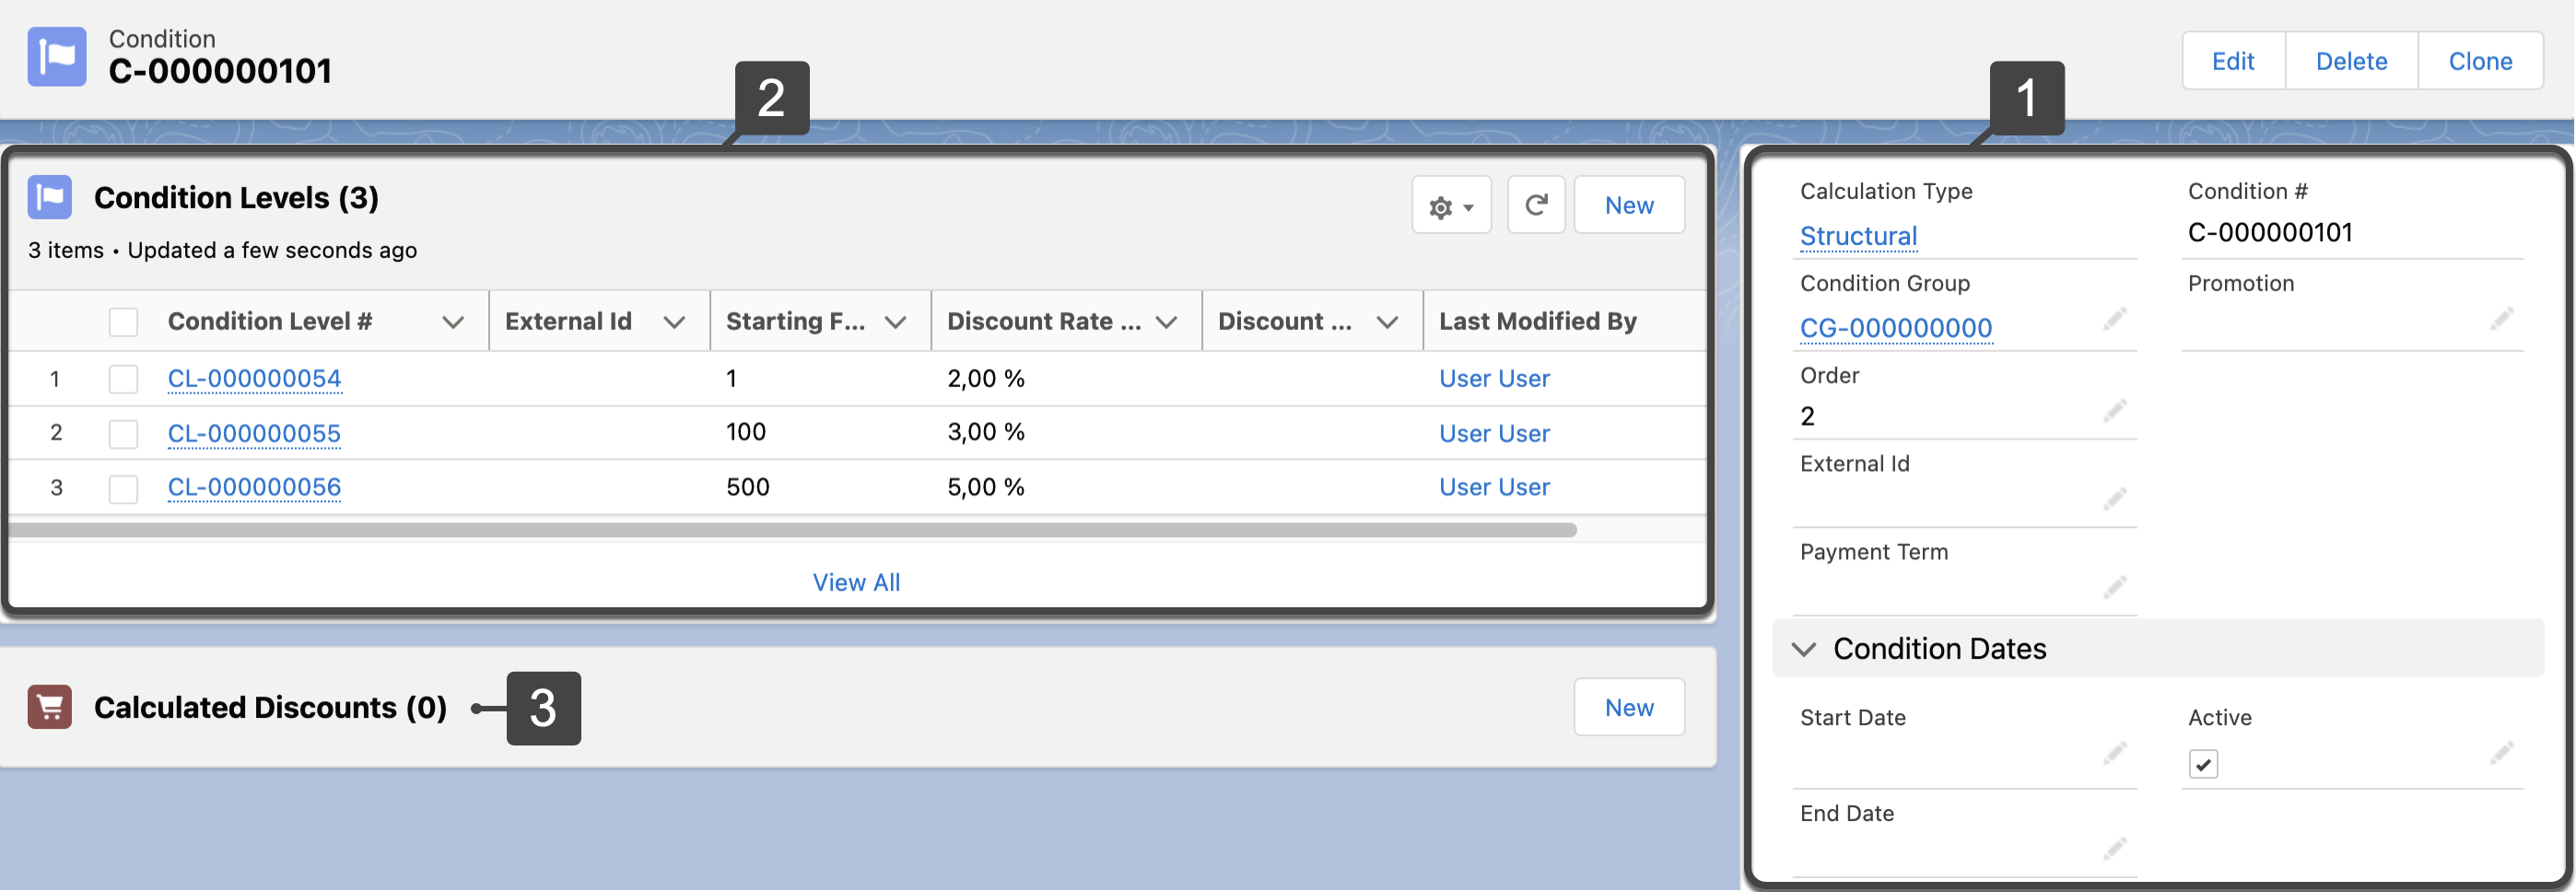 Condition
C-000000101
Edit Delete Clone
2
1
Condition Levels (3)
New
3 items • Updated a few seconds ago
Condition Level # External Id Starting F... Discount Rate ... Discount ... Last Modified By
1 CL-000000054 1 2,00 % User User
2 CL-000000055 100 3,00 % User User
3 CL-000000056 500 5,00 % User User
View All
Calculated Discounts (0)
3
New
Calculation Type
Structural
Condition #
C-000000101
Condition Group
CG-000000000
Promotion
Order
2
External Id
Payment Term
Condition Dates
Start Date
Active
End Date